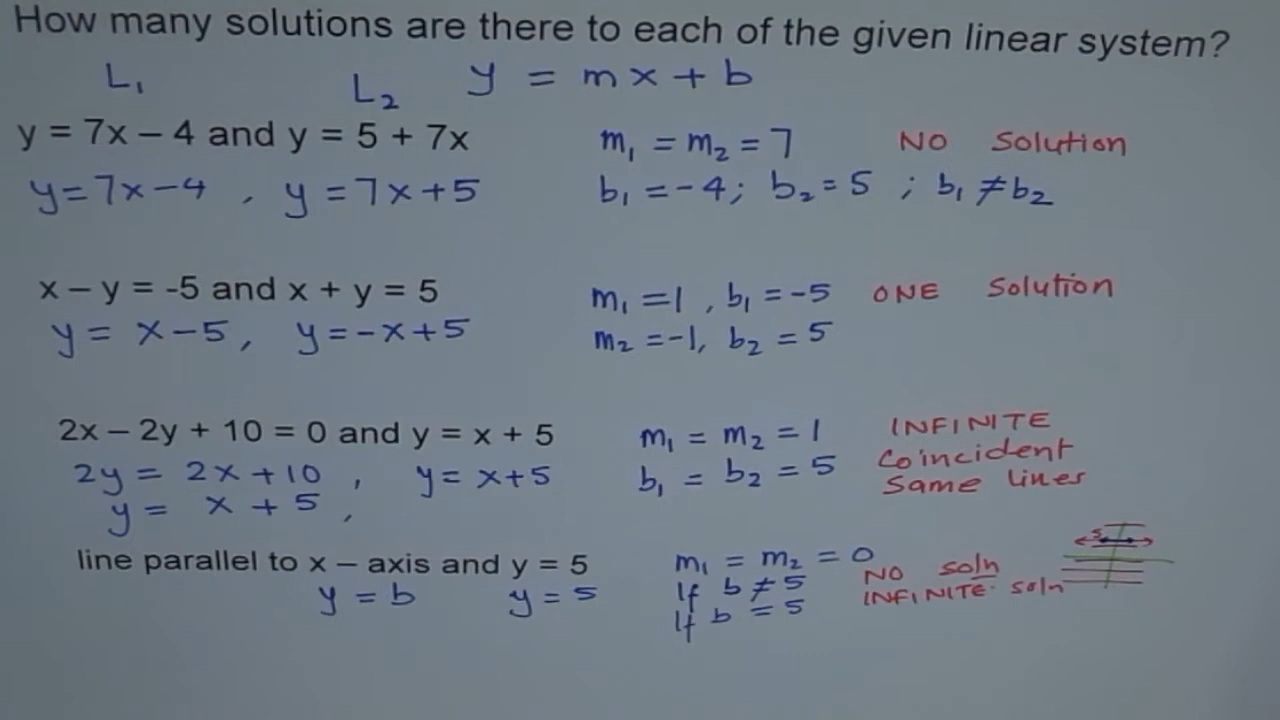 How many solutions are there to each of the given linear system?
L₁ L₂ y = mx + b
y = 7x – 4 and y = 5 + 7x m₁ = m₂ = 7 NO Solution
y = 7x – 4 , y = 7x + 5 b₁ = – 4; b₂ = 5 ; b₁ ≠ b₂
x – y = -5 and x + y = 5 m₁ = 1 , b₁ = –5 ONE Solution
y = x – 5 , y = –x + 5 m₂ = –1, b₂ = 5
2x – 2y + 10 = 0 and y = x + 5 m₁ = m₂ = 1 INFINITE
2y = 2x + 10 , y = x + 5 b₁ = b₂ = 5 Coincident
Same lines
y = x + 5 ,
line parallel to x – axis and y = 5 m₁ = m₂ = 0 5
y = b y = 5 If b ≠ 5 NO soln
If b = 5 INFINITE soln